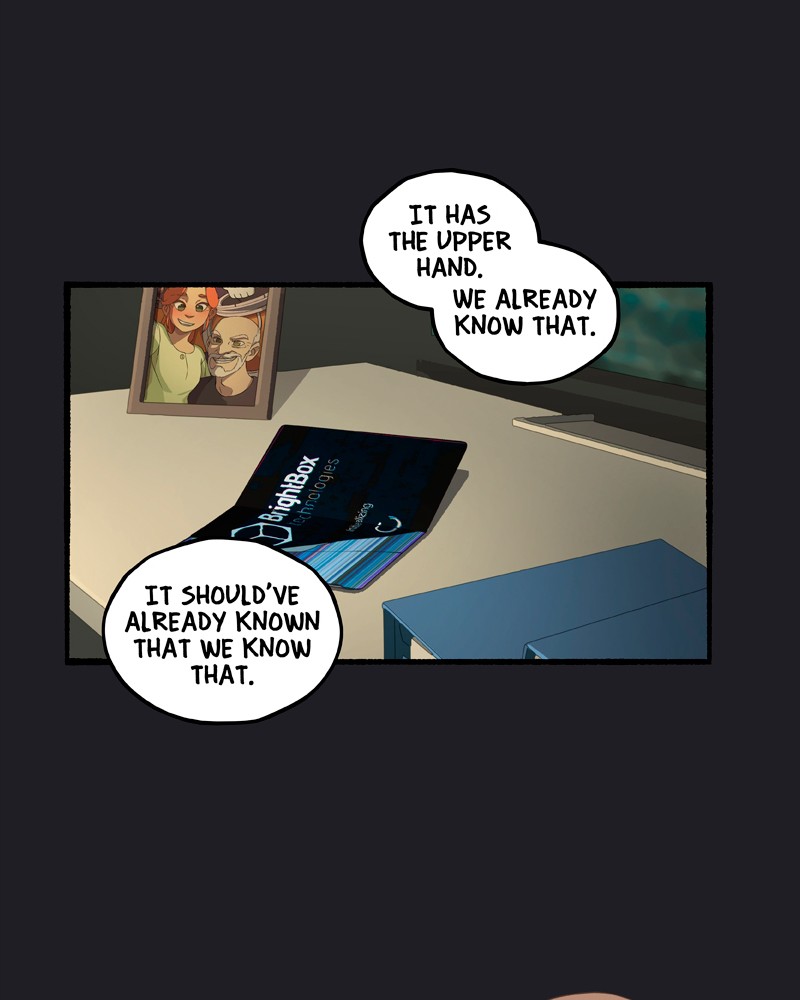 IT HAS
THE UPPER
HAND.
WE ALREADY
KNOW THAT.
BrightBox
technologies
IT SHOULD'VE
ALREADY KNOWN
THAT WE KNOW
THAT.